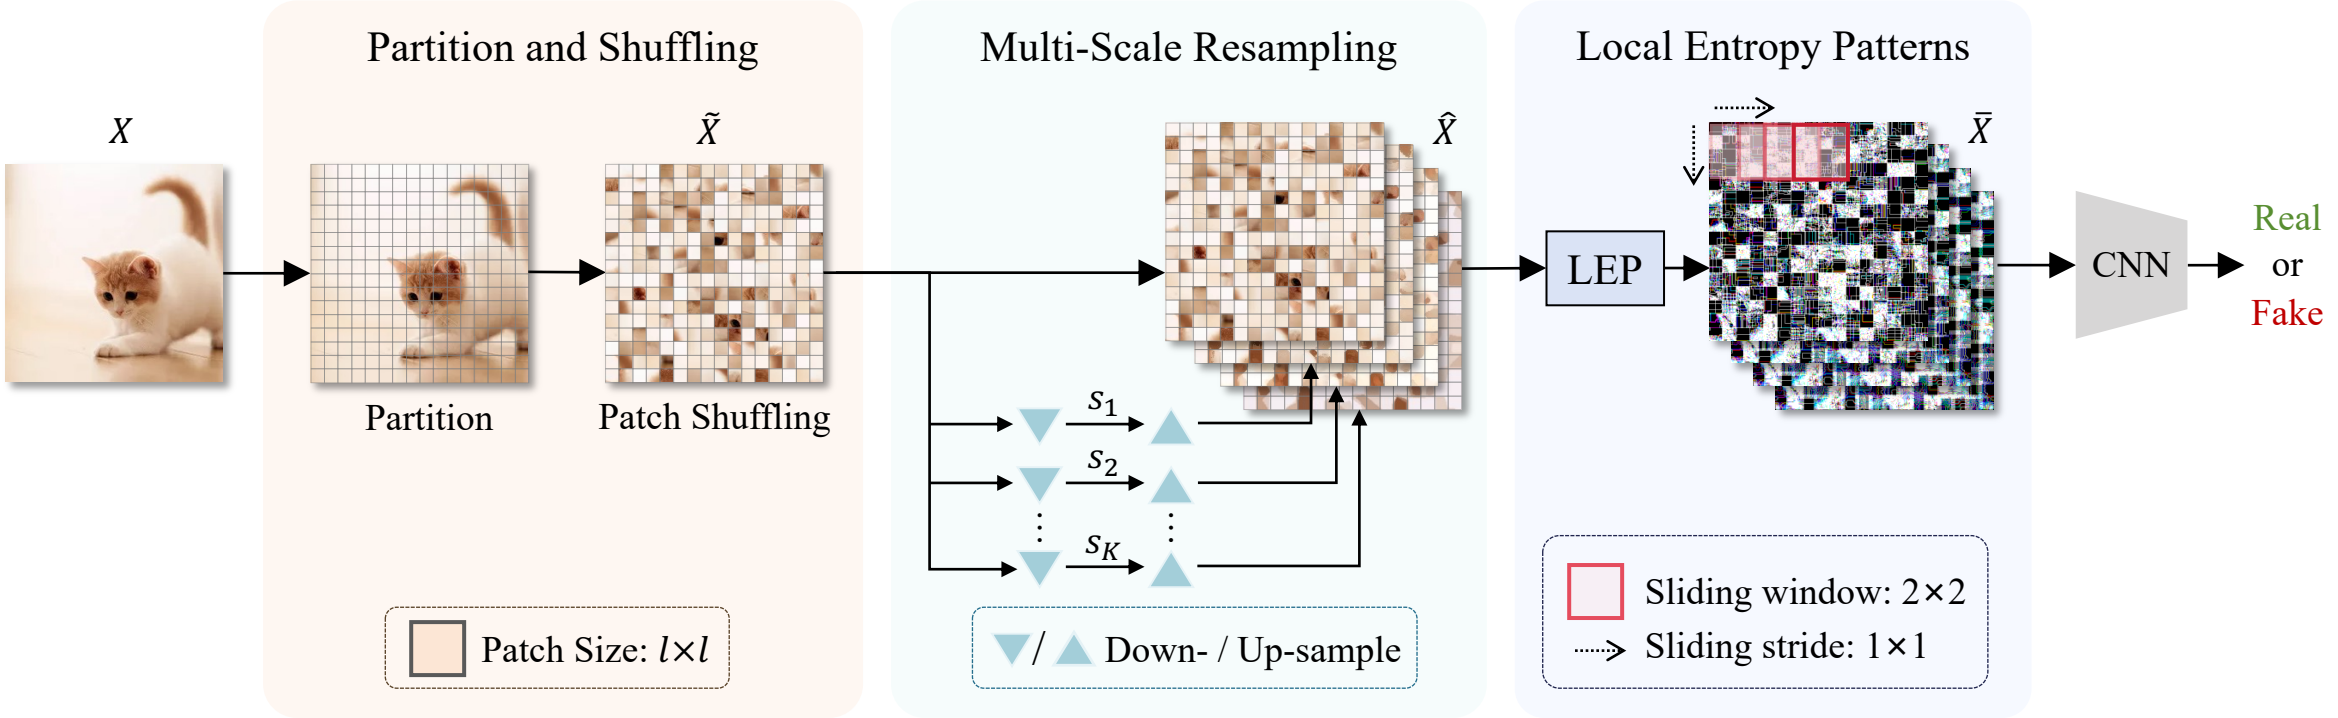 Partition and Shuffling
X
X̃
Partition
Patch Shuffling
Patch Size: l×l
Multi-Scale Resampling
X̂
s₁
s₂
s_K
Down- / Up-sample
Local Entropy Patterns
X̄
LEP
Sliding window: 2×2
Sliding stride: 1×1
CNN
Real
or
Fake